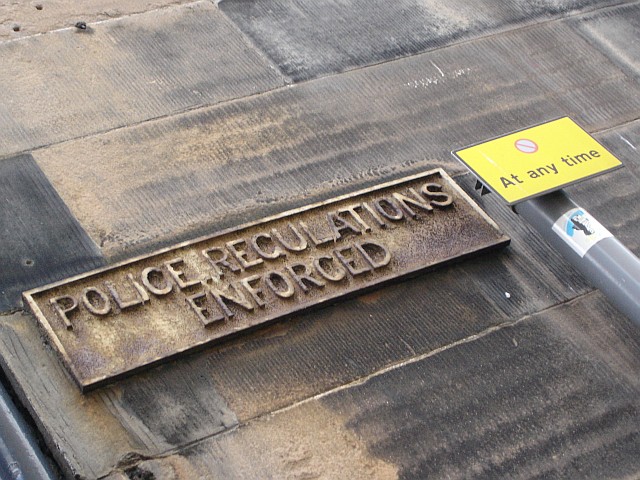 POLICE REGULATIONS
ENFORCED
At any time